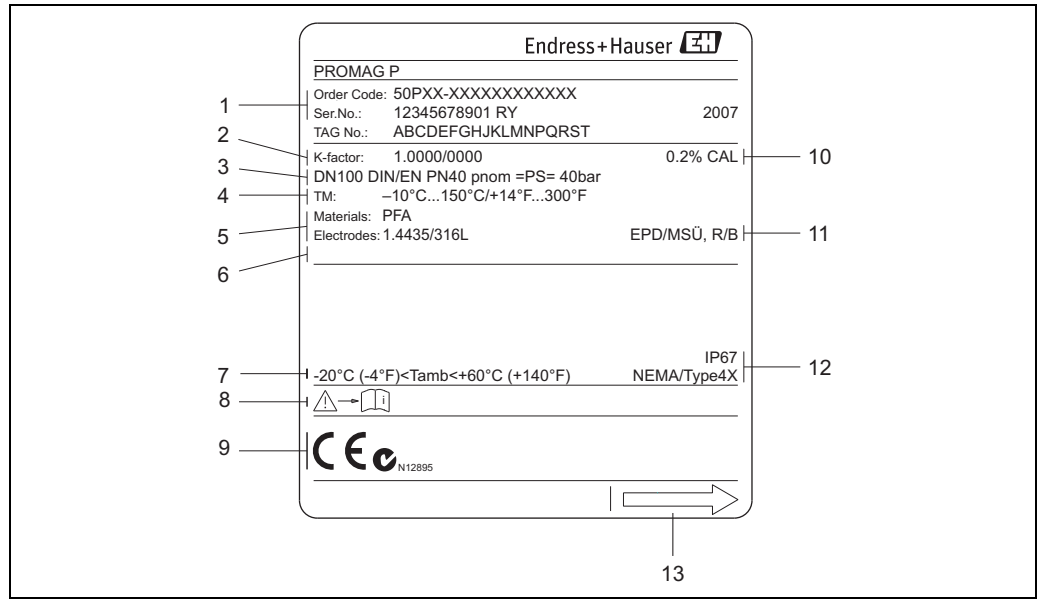 Endress+Hauser EH
PROMAG P
1 Order Code: 50PXX-XXXXXXXXXXXX
Ser.No.: 12345678901 RY 2007
TAG No.: ABCDEFGHJKLMNPQRST
2 K-factor: 1.0000/0000 0.2% CAL 10
3 DN100 DIN/EN PN40 pnom =PS= 40bar
4 TM: –10°C...150°C/+14°F...300°F
5 Materials: PFA
Electrodes: 1.4435/316L EPD/MSÜ, R/B 11
6
IP67
7 -20°C (-4°F)<Tamb<+60°C (+140°F) NEMA/Type4X 12
8 i
9 CE N12895
13